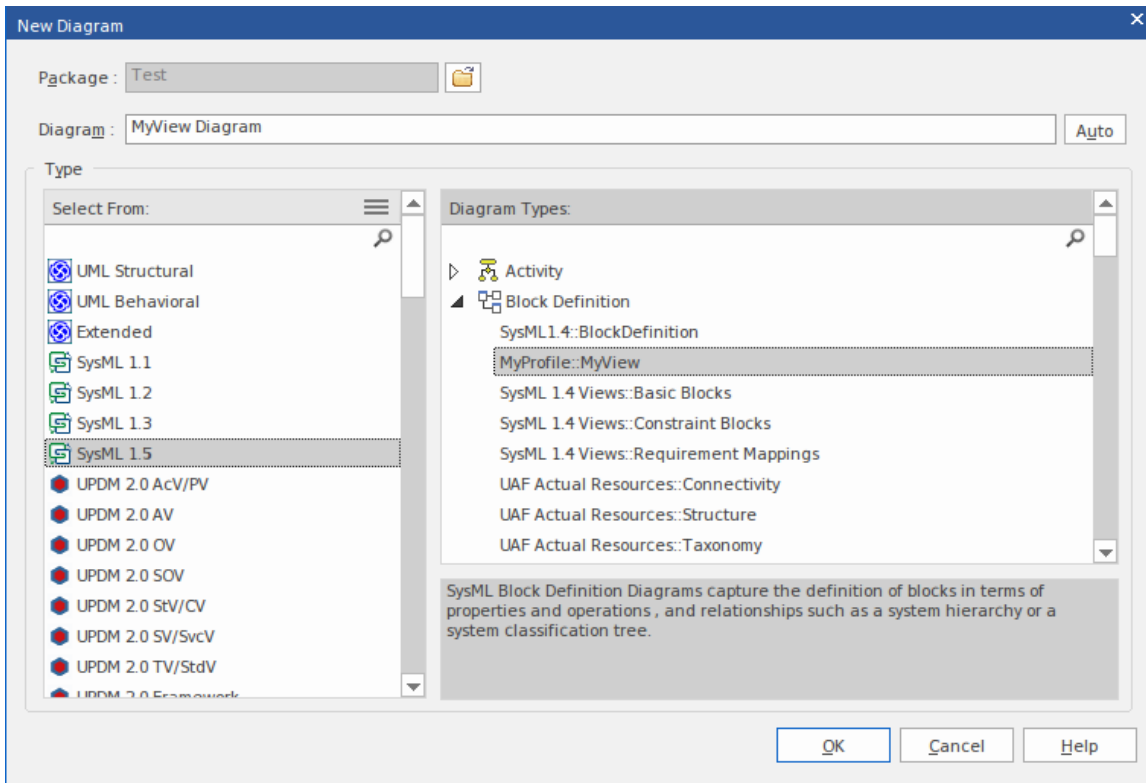 New Diagram
Package : Test
Diagram : MyView Diagram Auto
Type
Select From:
UML Structural
UML Behavioral
Extended
SysML 1.1
SysML 1.2
SysML 1.3
SysML 1.5
UPDM 2.0 AcV/PV
UPDM 2.0 AV
UPDM 2.0 OV
UPDM 2.0 SOV
UPDM 2.0 StV/CV
UPDM 2.0 SV/SvcV
UPDM 2.0 TV/StdV
UPDM 2.0 Framework
Diagram Types:
Activity
Block Definition
SysML1.4::BlockDefinition
MyProfile::MyView
SysML 1.4 Views::Basic Blocks
SysML 1.4 Views::Constraint Blocks
SysML 1.4 Views::Requirement Mappings
UAF Actual Resources::Connectivity
UAF Actual Resources::Structure
UAF Actual Resources::Taxonomy
SysML Block Definition Diagrams capture the definition of blocks in terms of
properties and operations , and relationships such as a system hierarchy or a
system classification tree.
OK Cancel Help